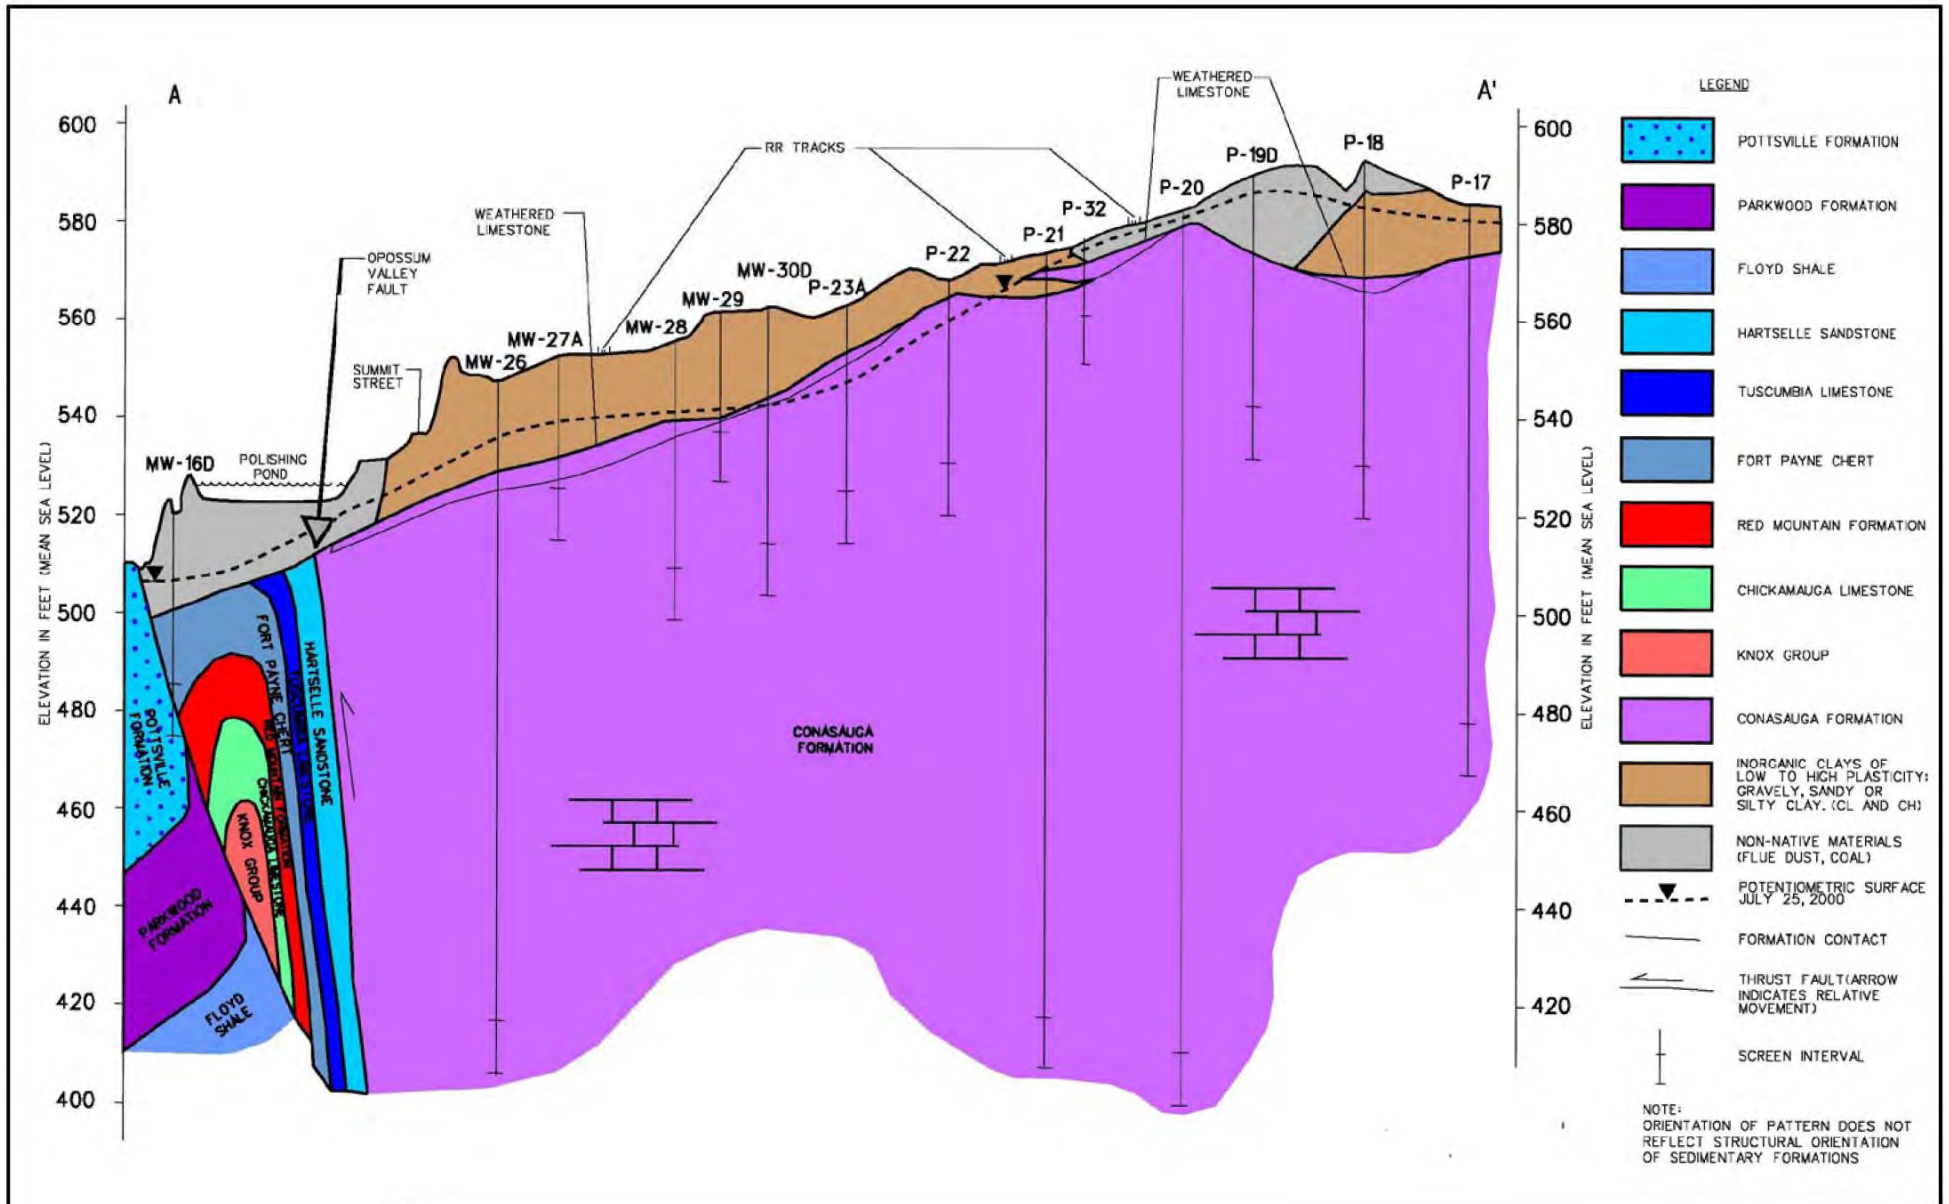 A
A'
LEGEND
600
580
560
540
520
500
480
460
440
420
400
ELEVATION IN FEET (MEAN SEA LEVEL)
MW-16D
POLISHING
POND
SUMMIT
STREET
OPOSSUM
VALLEY
FAULT
MW-26
MW-27A
WEATHERED
LIMESTONE
MW-28
MW-29
MW-30D
P-23A
RR TRACKS
P-22
P-21
P-32
WEATHERED
LIMESTONE
P-20
P-19D
P-18
P-17
600
580
560
540
520
500
480
460
440
420
ELEVATION IN FEET (MEAN SEA LEVEL)
POTTSVILLE
FORMATION
PARKWOOD
FORMATION
FLOYD
SHALE
KNOX GROUP
CHICKAMAUGA LIMESTONE
RED MOUNTAIN FORMATION
FORT PAYNE CHERT
TUSCUMBIA LIMESTONE
HARTSELLE SANDSTONE
CONASAUGA
FORMATION
POTTSVILLE FORMATION
PARKWOOD FORMATION
FLOYD SHALE
HARTSELLE SANDSTONE
TUSCUMBIA LIMESTONE
FORT PAYNE CHERT
RED MOUNTAIN FORMATION
CHICKAMAUGA LIMESTONE
KNOX GROUP
CONASAUGA FORMATION
INORGANIC CLAYS OF
LOW TO HIGH PLASTICITY;
GRAVELY, SANDY OR
SILTY CLAY. (CL AND CH)
NON-NATIVE MATERIALS
(FLUE DUST, COAL)
POTENTIOMETRIC SURFACE
JULY 25, 2000
FORMATION CONTACT
THRUST FAULT(ARROW
INDICATES RELATIVE
MOVEMENT)
SCREEN INTERVAL
NOTE:
ORIENTATION OF PATTERN DOES NOT
REFLECT STRUCTURAL ORIENTATION
OF SEDIMENTARY FORMATIONS